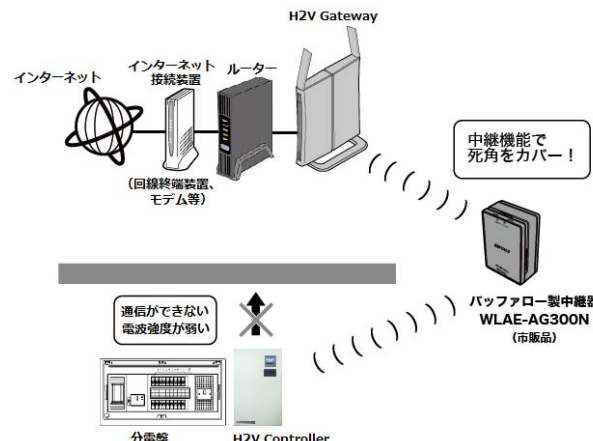 H2V Gateway
インターネット
インターネット
接続装置
ルーター
(回線終端装置、
モデム等)
中継機能で
死角をカバー！
BUFFALO
バッファロー製中継器
WLAE-AG300N
(市販品)
通信ができない
電波強度が弱い
分電盤
H2V Controller